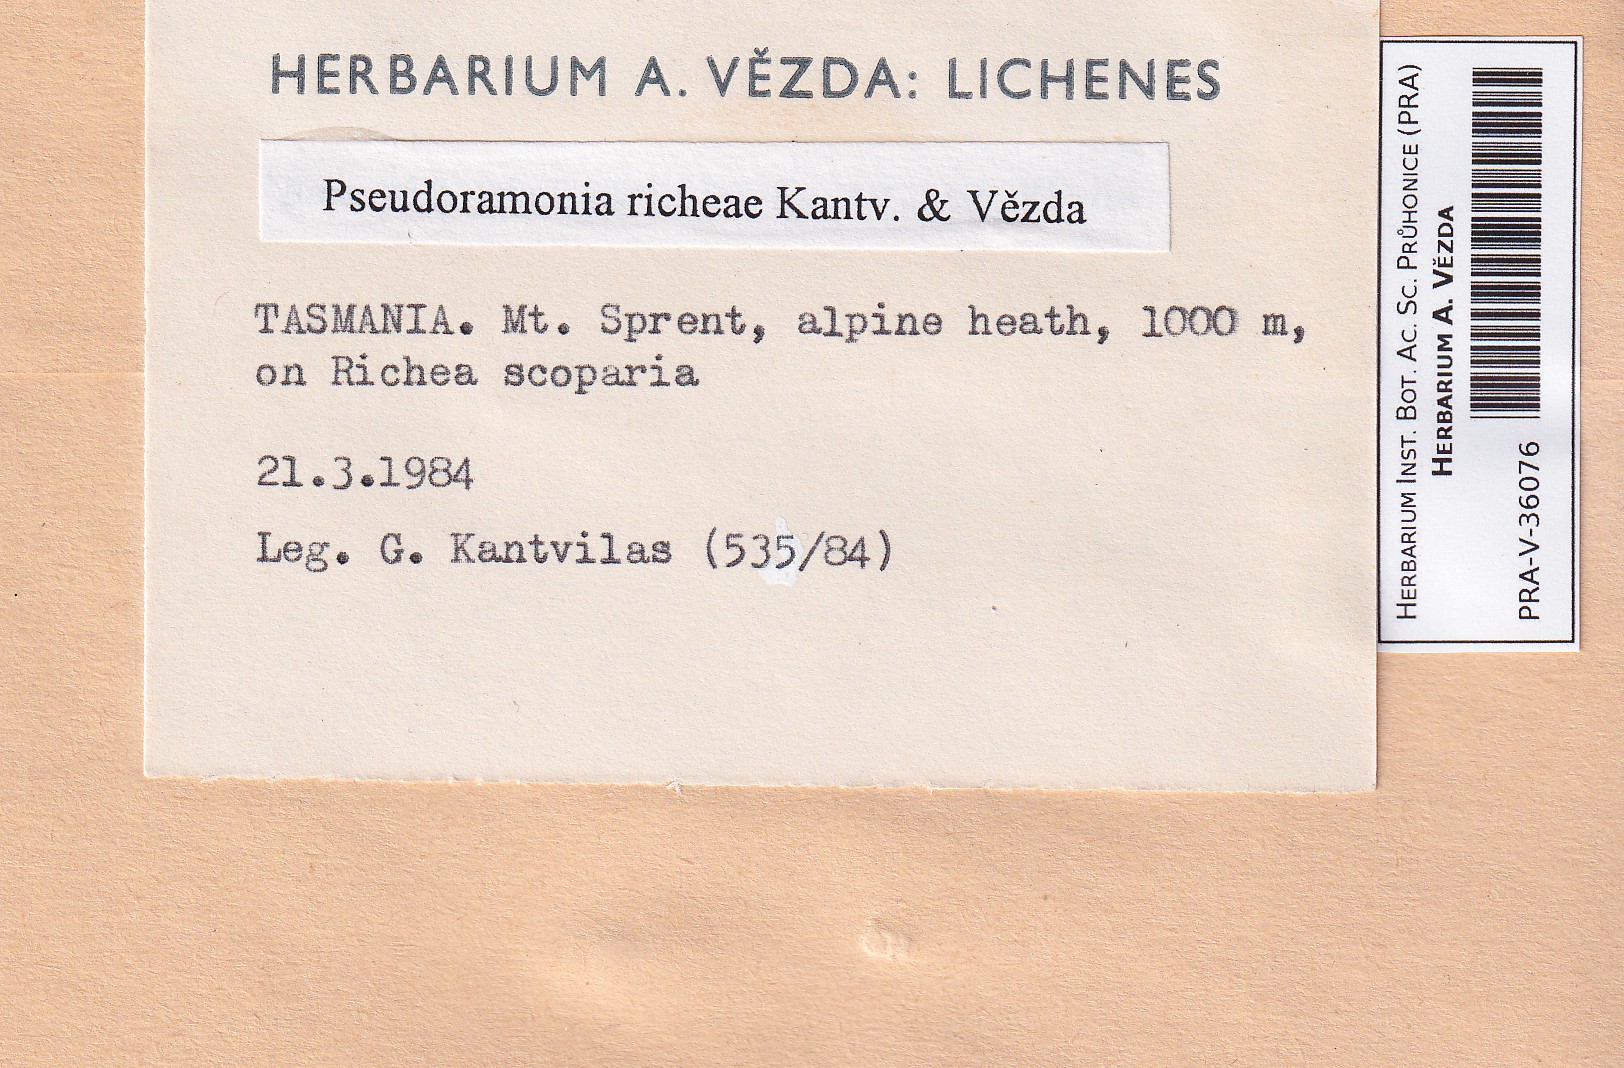 HERBARIUM A. VĚZDA: LICHENES
Pseudoramonia richeae Kantv. & Vězda
TASMANIA. Mt. Sprent, alpine heath, 1000 m,
on Richea scoparia
21.3.1984
Leg. G. Kantvilas (535/84)
HERBARIUM INST. BOT. AC. SC. PRŮHONICE (PRA)
HERBARIUM A. VĚZDA
PRA-V-36076